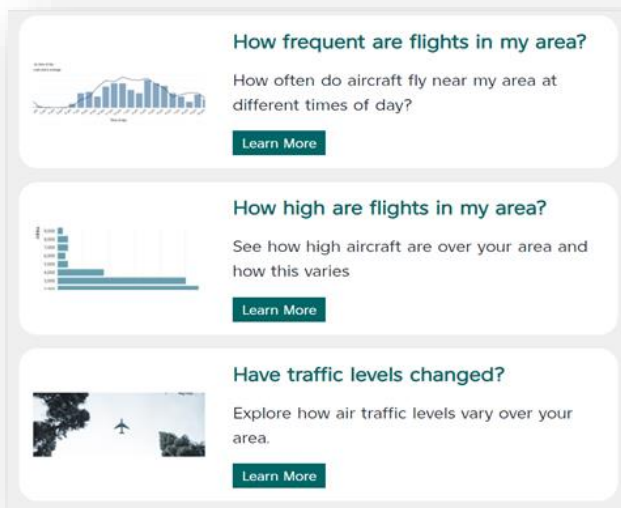 How frequent are flights in my area?
How often do aircraft fly near my area at
different times of day?
Learn More
How high are flights in my area?
See how high aircraft are over your area and
how this varies
Learn More
Have traffic levels changed?
Explore how air traffic levels vary over your
area.
Learn More